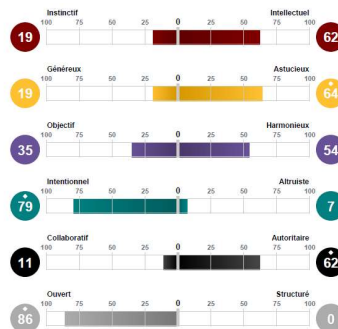 Instinctif Intellectuel
100 75 50 25 0 25 50 75 100
19 62
Généreux Astucieux
100 75 50 25 0 25 50 75 100
19 64
Objectif Harmonieux
100 75 50 25 0 25 50 75 100
35 54
Intentionnel Altruiste
100 75 50 25 0 25 50 75 100
79 7
Collaboratif Autoritaire
100 75 50 25 0 25 50 75 100
11 62
Ouvert Structuré
100 75 50 25 0 25 50 75 100
86 0